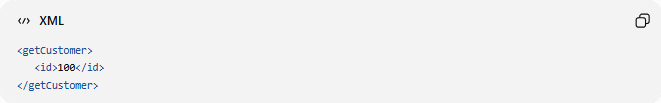 XML
<getCustomer>
<id>100</id>
</getCustomer>